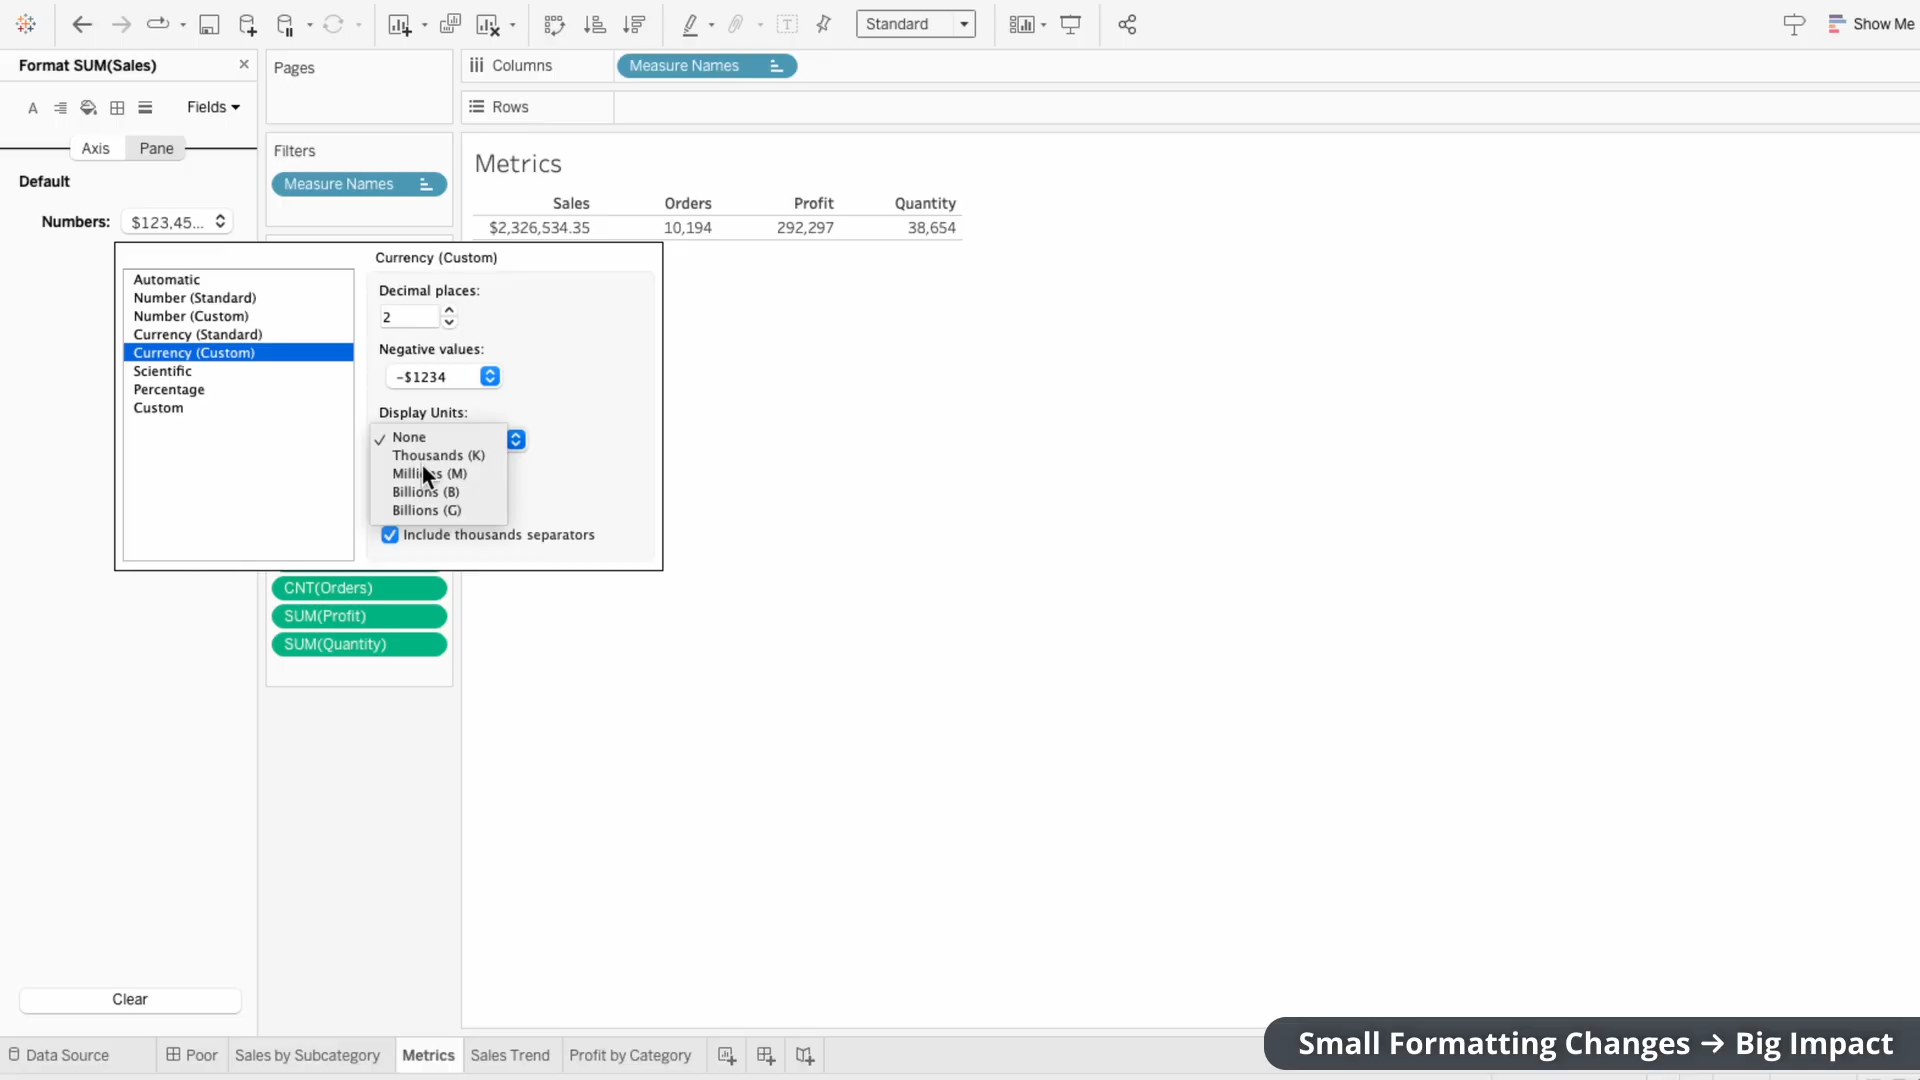 Standard
Show Me
Format SUM(Sales)
Fields
Axis
Pane
Default
Numbers:
$123,45...
Pages
Filters
Measure Names
Columns
Measure Names
Rows
Metrics
Sales Orders Profit Quantity
$2,326,534.35 10,194 292,297 38,654
Automatic
Number (Standard)
Number (Custom)
Currency (Standard)
Currency (Custom)
Scientific
Percentage
Custom
Currency (Custom)
Decimal places:
2
Negative values:
-$1234
Display Units:
None
Thousands (K)
Millions (M)
Billions (B)
Billions (G)
Include thousands separators
CNT(Orders)
SUM(Profit)
SUM(Quantity)
Clear
Data Source
Poor
Sales by Subcategory
Metrics
Sales Trend
Profit by Category
Small Formatting Changes → Big Impact